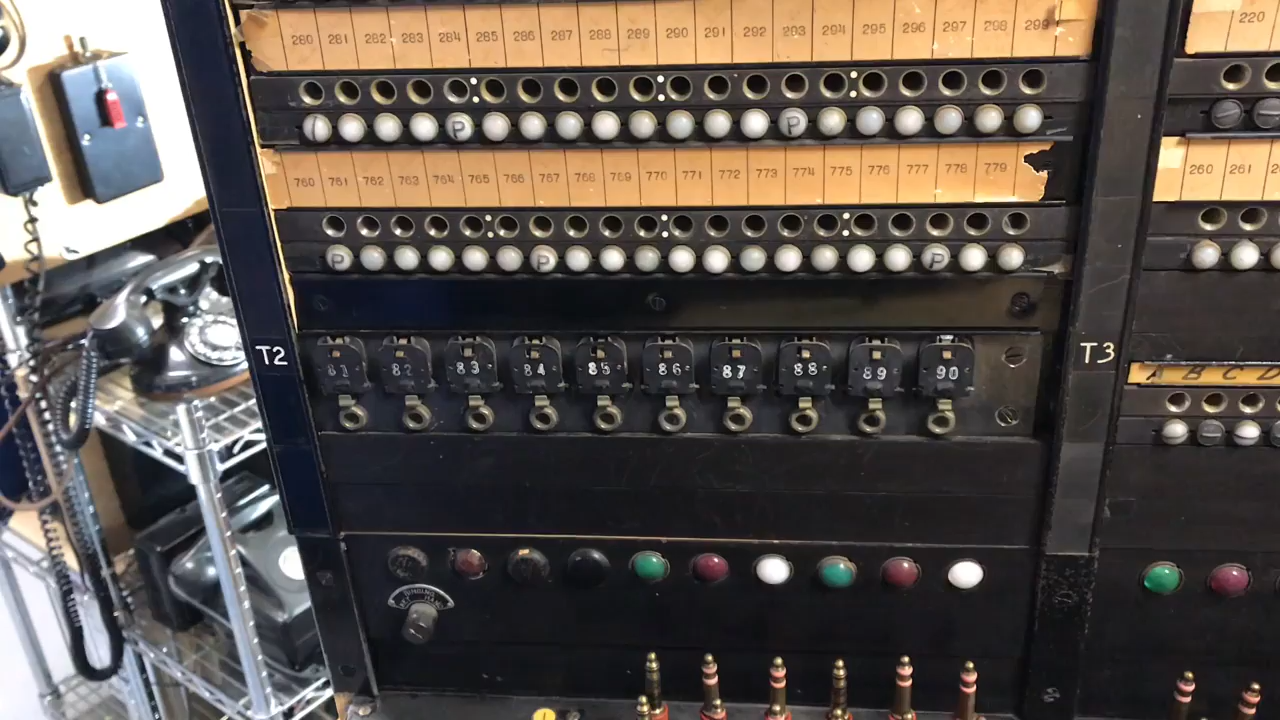 280 281 282 283 284 285 286 287 288 289 290 291 292 293 294 295 296 297 298 299
220
P P
760 761 762 763 764 765 766 767 768 769 770 771 772 773 774 775 776 777 778 779
260 261
P P P
T2
81 82 83 84 85 86 87 88 89 90
T3
A B C D
RINGING